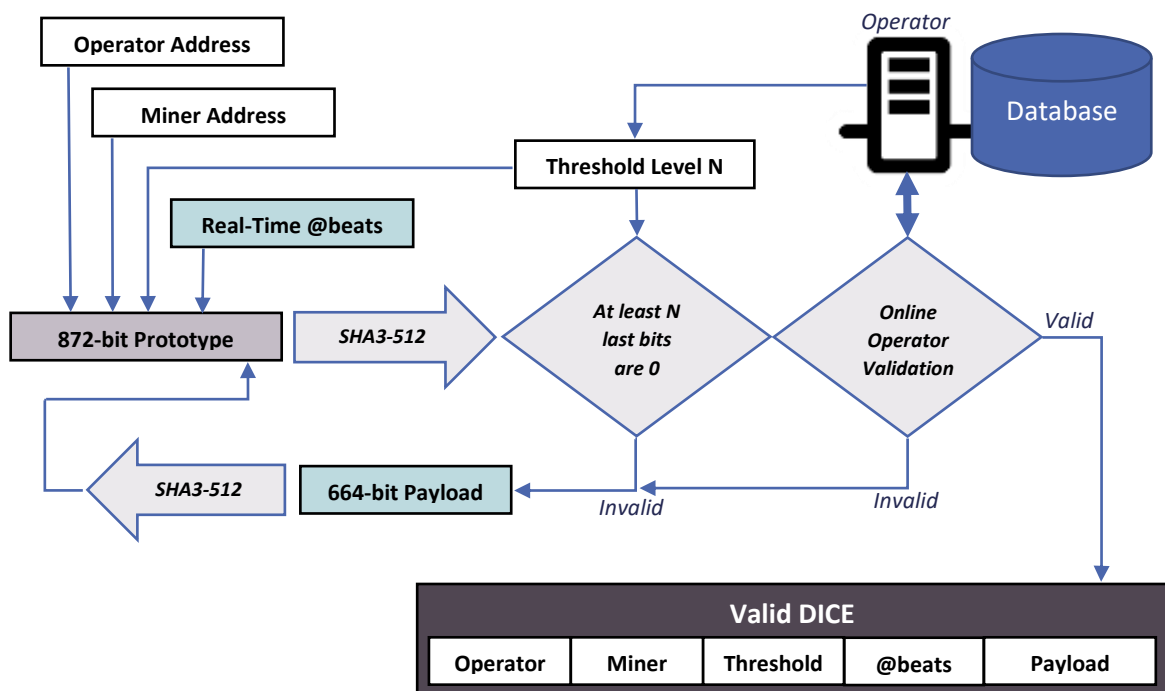 Operator
Operator Address
Database
Miner Address
Threshold Level N
Real-Time @beats
872-bit Prototype
SHA3-512
At least N
last bits
are 0
Online
Operator
Validation
Valid
SHA3-512
664-bit Payload
Invalid
Invalid
Valid DICE
Operator
Miner
Threshold
@beats
Payload